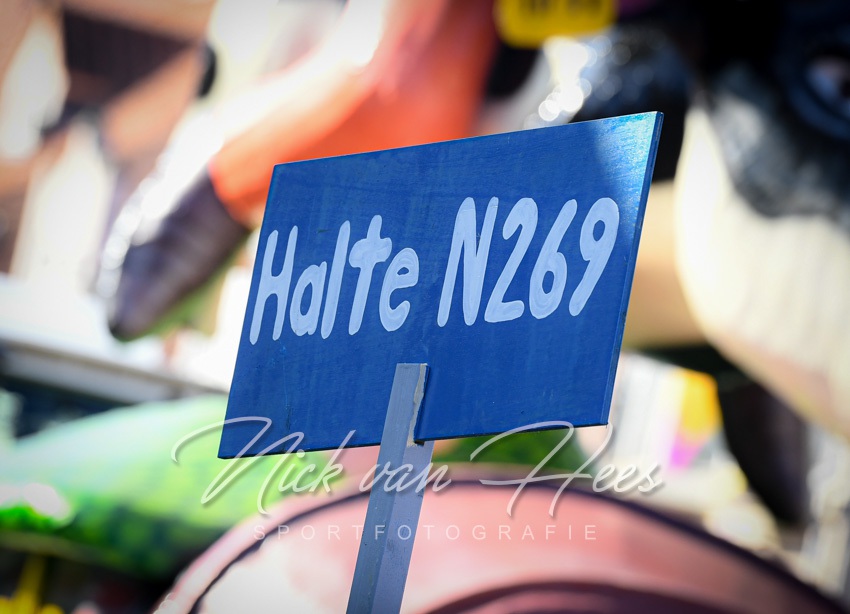 Halte N269
Nick van Hees
SPORTFOTOGRAFIE